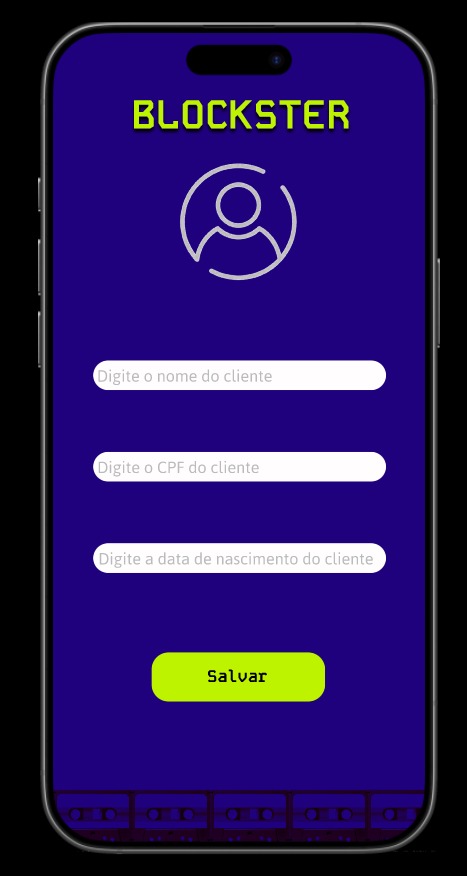 BLOCKSTER
Digite o nome do cliente
Digite o CPF do cliente
Digite a data de nascimento do cliente
Salvar